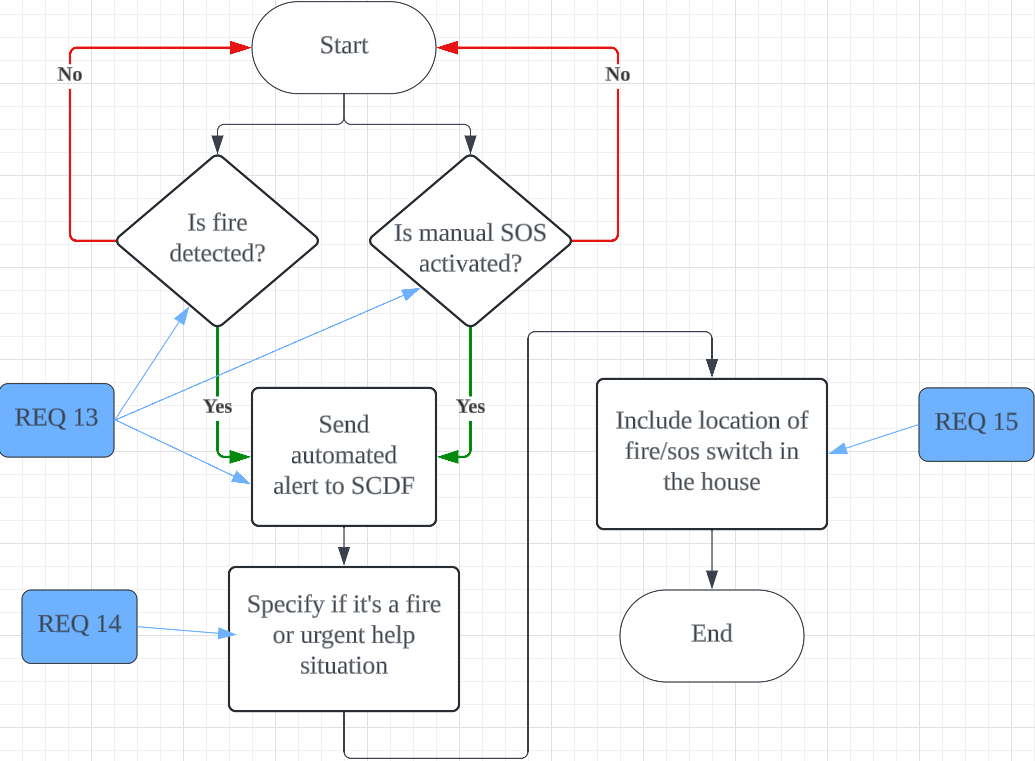 Start
No
No
Is fire
detected?
Is manual SOS
activated?
REQ 13
Yes
Yes
Send
automated
alert to SCDF
Include location of
fire/sos switch in
the house
REQ 15
REQ 14
Specify if it's a fire
or urgent help
situation
End